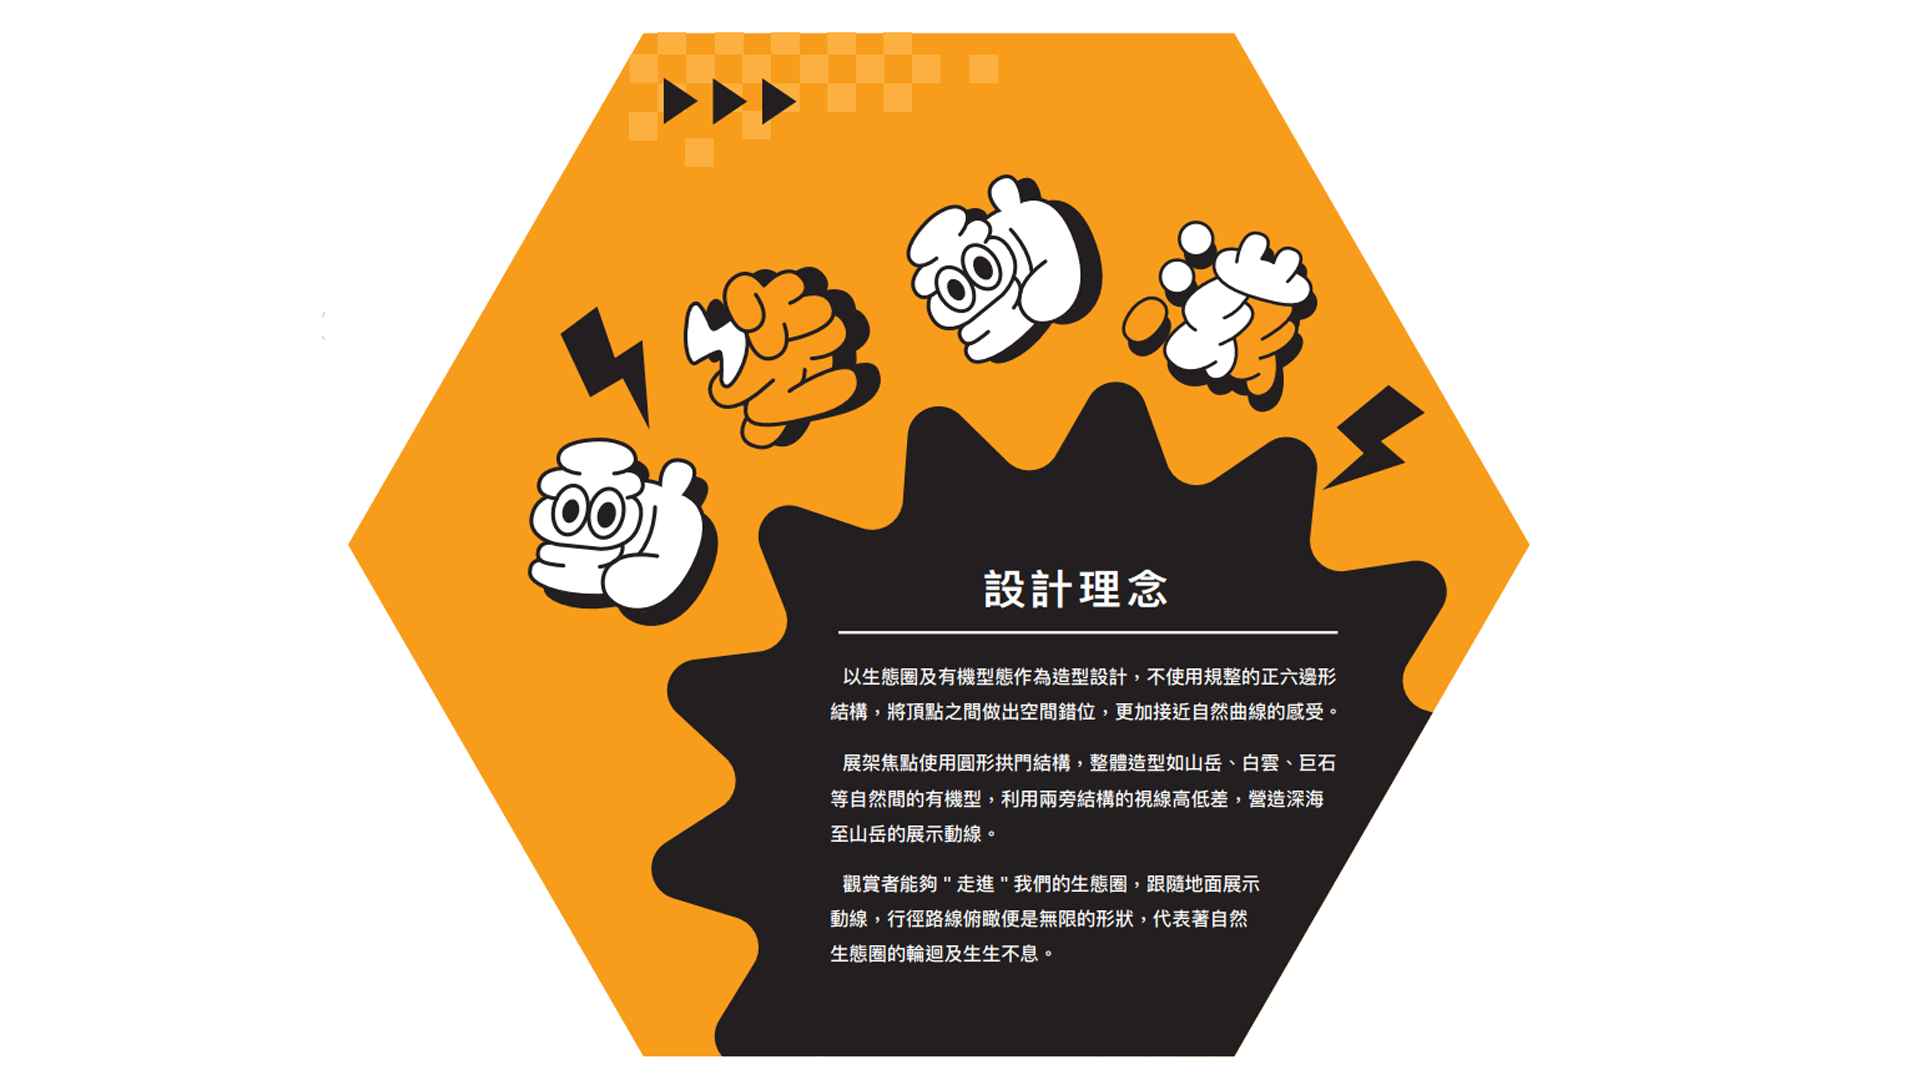 設計理念
以生態圈及有機型態作為造型設計，不使用規整的正六邊形
結構，將頂點之間做出空間錯位，更加接近自然曲線的感受。
展架焦點使用圓形拱門結構，整體造型如山岳、白雲、巨石
等自然間的有機型，利用兩旁結構的視線高低差，營造深海
至山岳的展示動線。
觀賞者能夠 " 走進 " 我們的生態圈，跟隨地面展示
動線，行徑路線俯瞰便是無限的形狀，代表著自然
生態圈的輪迴及生生不息。